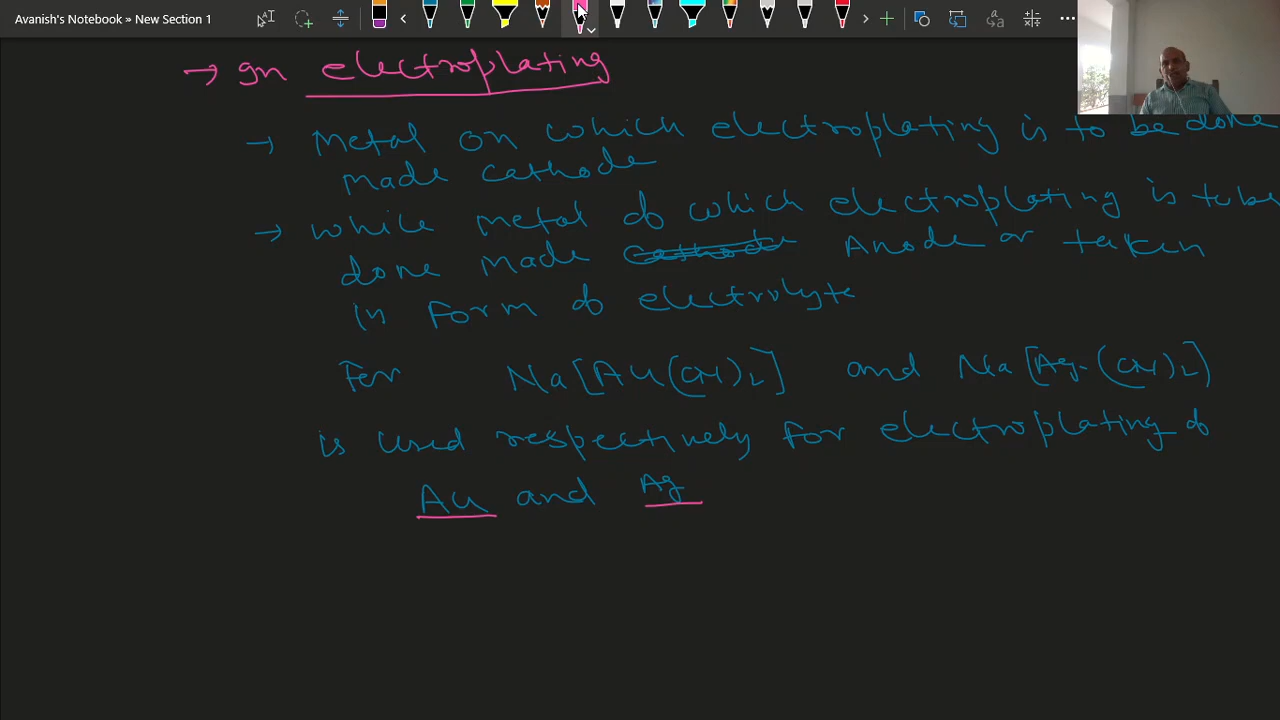 Avanish's Notebook » New Section 1
→ In electroplating
→ Metal on which electroplating is to be done
made cathode
→ While metal of which electroplating is to be
done made cathode Anode or taken
in form of electrolyte
For Na[Au(CN)2] and Na[Ag(CN)2]
is used respectively for electroplating of
Au and Ag